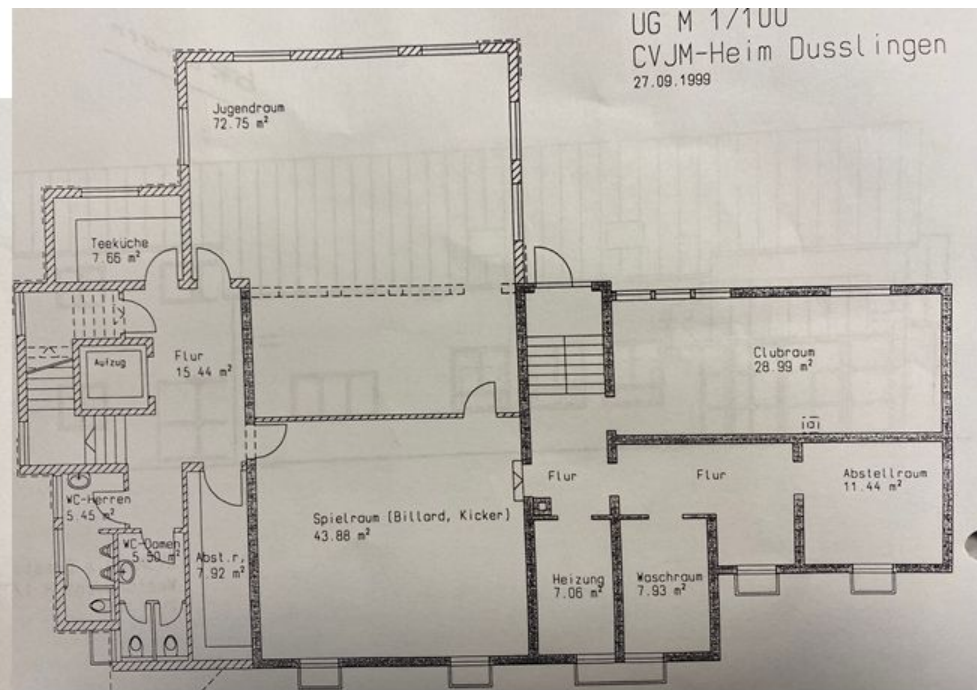 UG M 1/100
CVJM-Heim Dusslingen
27.09.1999
Jugendraum
72.75 m²
Teeküche
7.66 m²
Aufzug
Flur
15.44 m²
Clubraum
28.99 m²
WC-Herren
5.45 m²
WC-Damen
5.50 m²
Abst.r.
7.92 m²
Spielraum (Billard, Kicker)
43.88 m²
Flur
Flur
Abstellraum
11.44 m²
Heizung
7.06 m²
Waschraum
7.93 m²